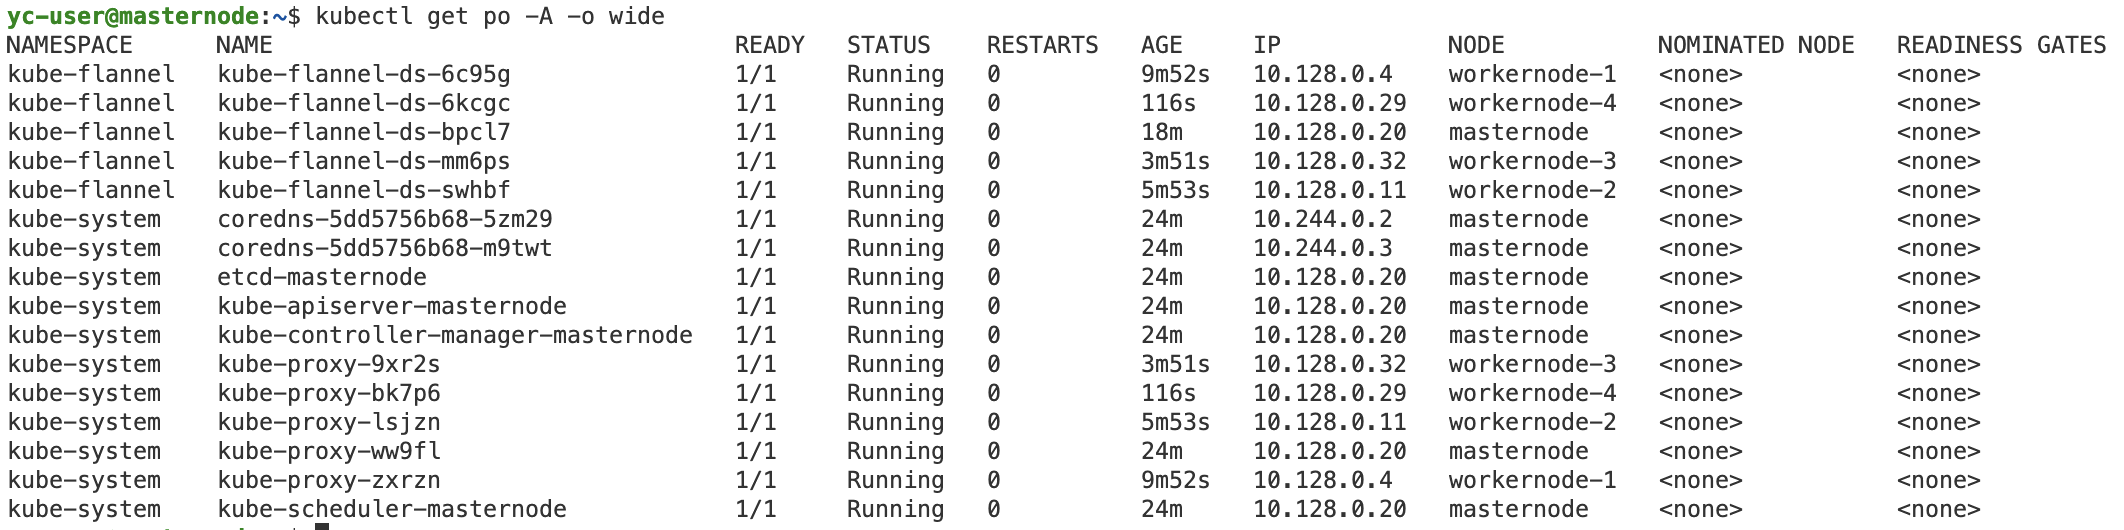 yc-user@masternode:~$ kubectl get po -A -o wide
NAMESPACE NAME READY STATUS RESTARTS AGE IP NODE NOMINATED NODE READINESS GATES
kube-flannel kube-flannel-ds-6c95g 1/1 Running 0 9m52s 10.128.0.4 workernode-1 <none> <none>
kube-flannel kube-flannel-ds-6kcgc 1/1 Running 0 116s 10.128.0.29 workernode-4 <none> <none>
kube-flannel kube-flannel-ds-bpcl7 1/1 Running 0 18m 10.128.0.20 masternode <none> <none>
kube-flannel kube-flannel-ds-mm6ps 1/1 Running 0 3m51s 10.128.0.32 workernode-3 <none> <none>
kube-flannel kube-flannel-ds-swhbf 1/1 Running 0 5m53s 10.128.0.11 workernode-2 <none> <none>
kube-system coredns-5dd5756b68-5zm29 1/1 Running 0 24m 10.244.0.2 masternode <none> <none>
kube-system coredns-5dd5756b68-m9twt 1/1 Running 0 24m 10.244.0.3 masternode <none> <none>
kube-system etcd-masternode 1/1 Running 0 24m 10.128.0.20 masternode <none> <none>
kube-system kube-apiserver-masternode 1/1 Running 0 24m 10.128.0.20 masternode <none> <none>
kube-system kube-controller-manager-masternode 1/1 Running 0 24m 10.128.0.20 masternode <none> <none>
kube-system kube-proxy-9xr2s 1/1 Running 0 3m51s 10.128.0.32 workernode-3 <none> <none>
kube-system kube-proxy-bk7p6 1/1 Running 0 116s 10.128.0.29 workernode-4 <none> <none>
kube-system kube-proxy-lsjzn 1/1 Running 0 5m53s 10.128.0.11 workernode-2 <none> <none>
kube-system kube-proxy-ww9fl 1/1 Running 0 24m 10.128.0.20 masternode <none> <none>
kube-system kube-proxy-zxrzn 1/1 Running 0 9m52s 10.128.0.4 workernode-1 <none> <none>
kube-system kube-scheduler-masternode 1/1 Running 0 24m 10.128.0.20 masternode <none> <none>